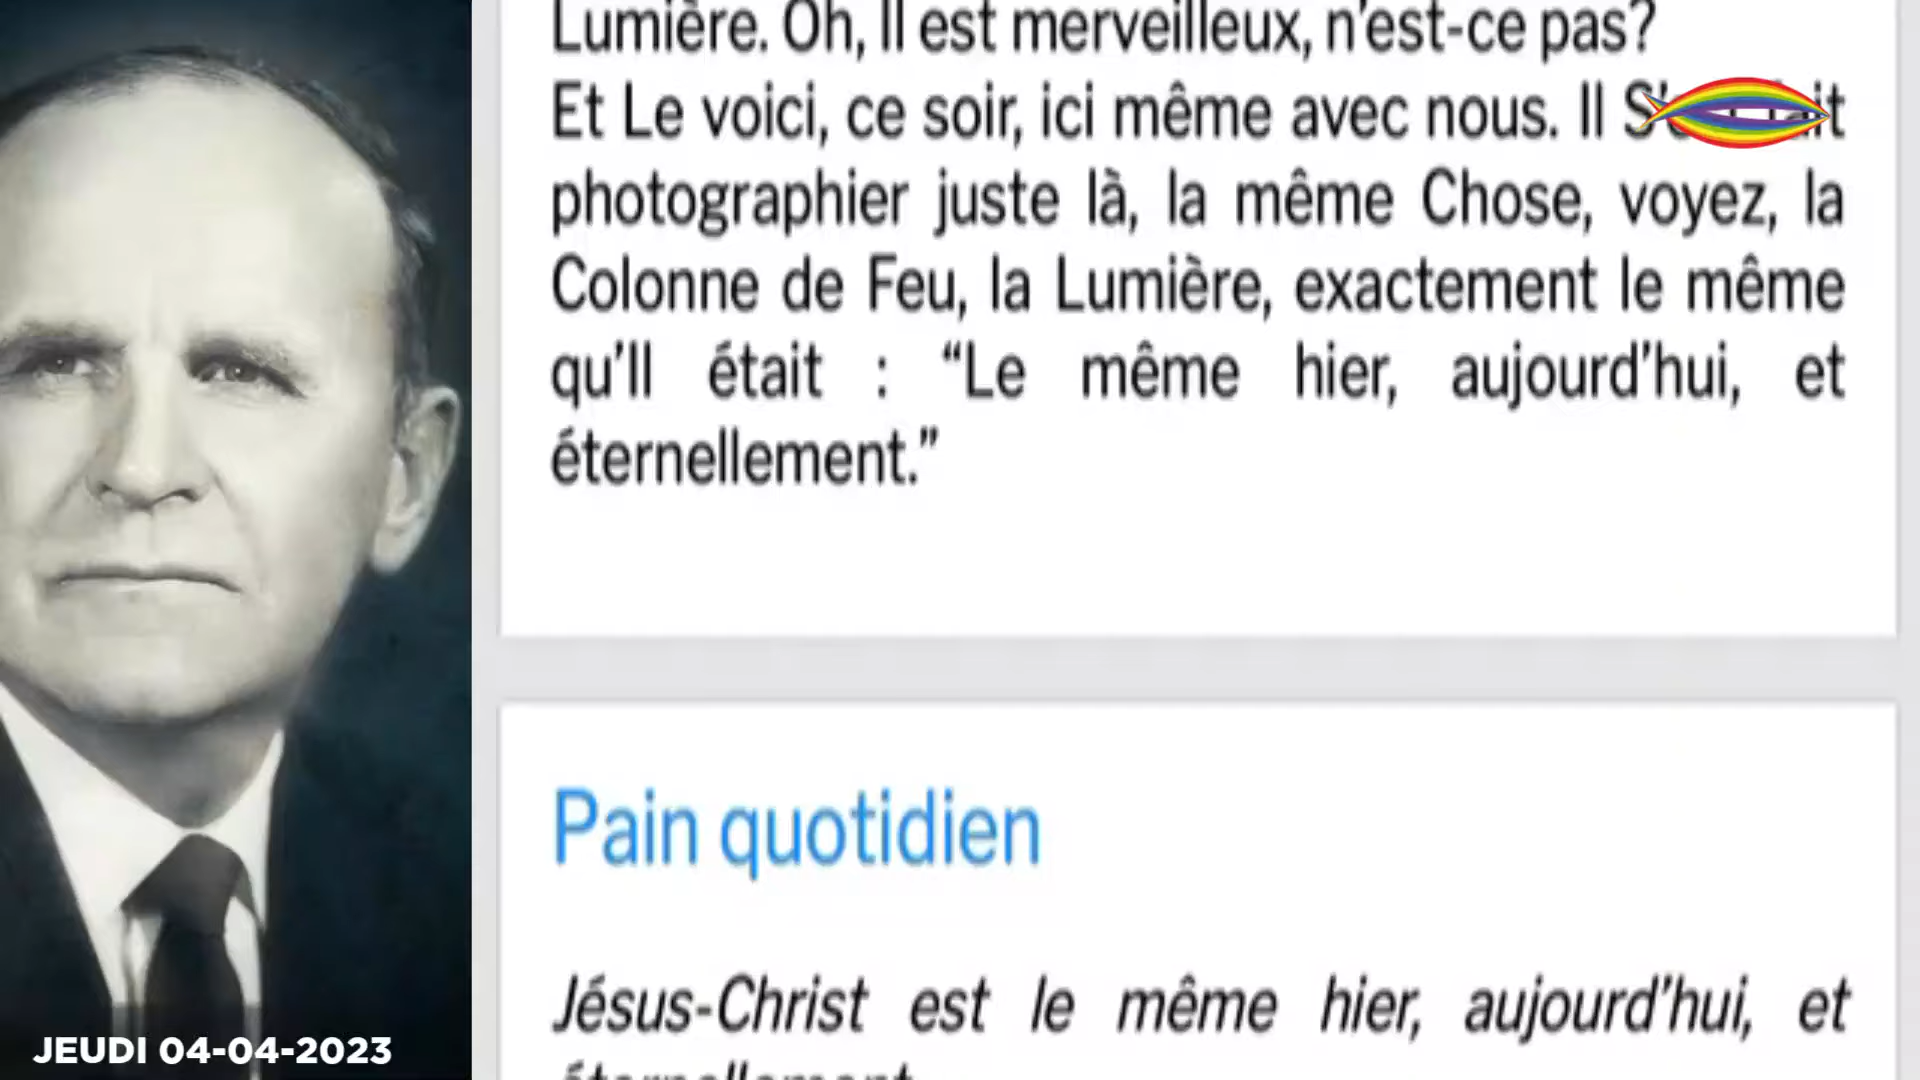 Lumière. Oh, Il est merveilleux, n'est-ce pas?
Et Le voici, ce soir, ici même avec nous. Il
photographier juste là, la même Chose, voyez, la
Colonne de Feu, la Lumière, exactement le même
qu'Il était : “Le même hier, aujourd'hui, et
éternellement.”
Pain quotidien
Jésus-Christ est le même hier, aujourd'hui, et
éternellement
JEUDI 04-04-2023